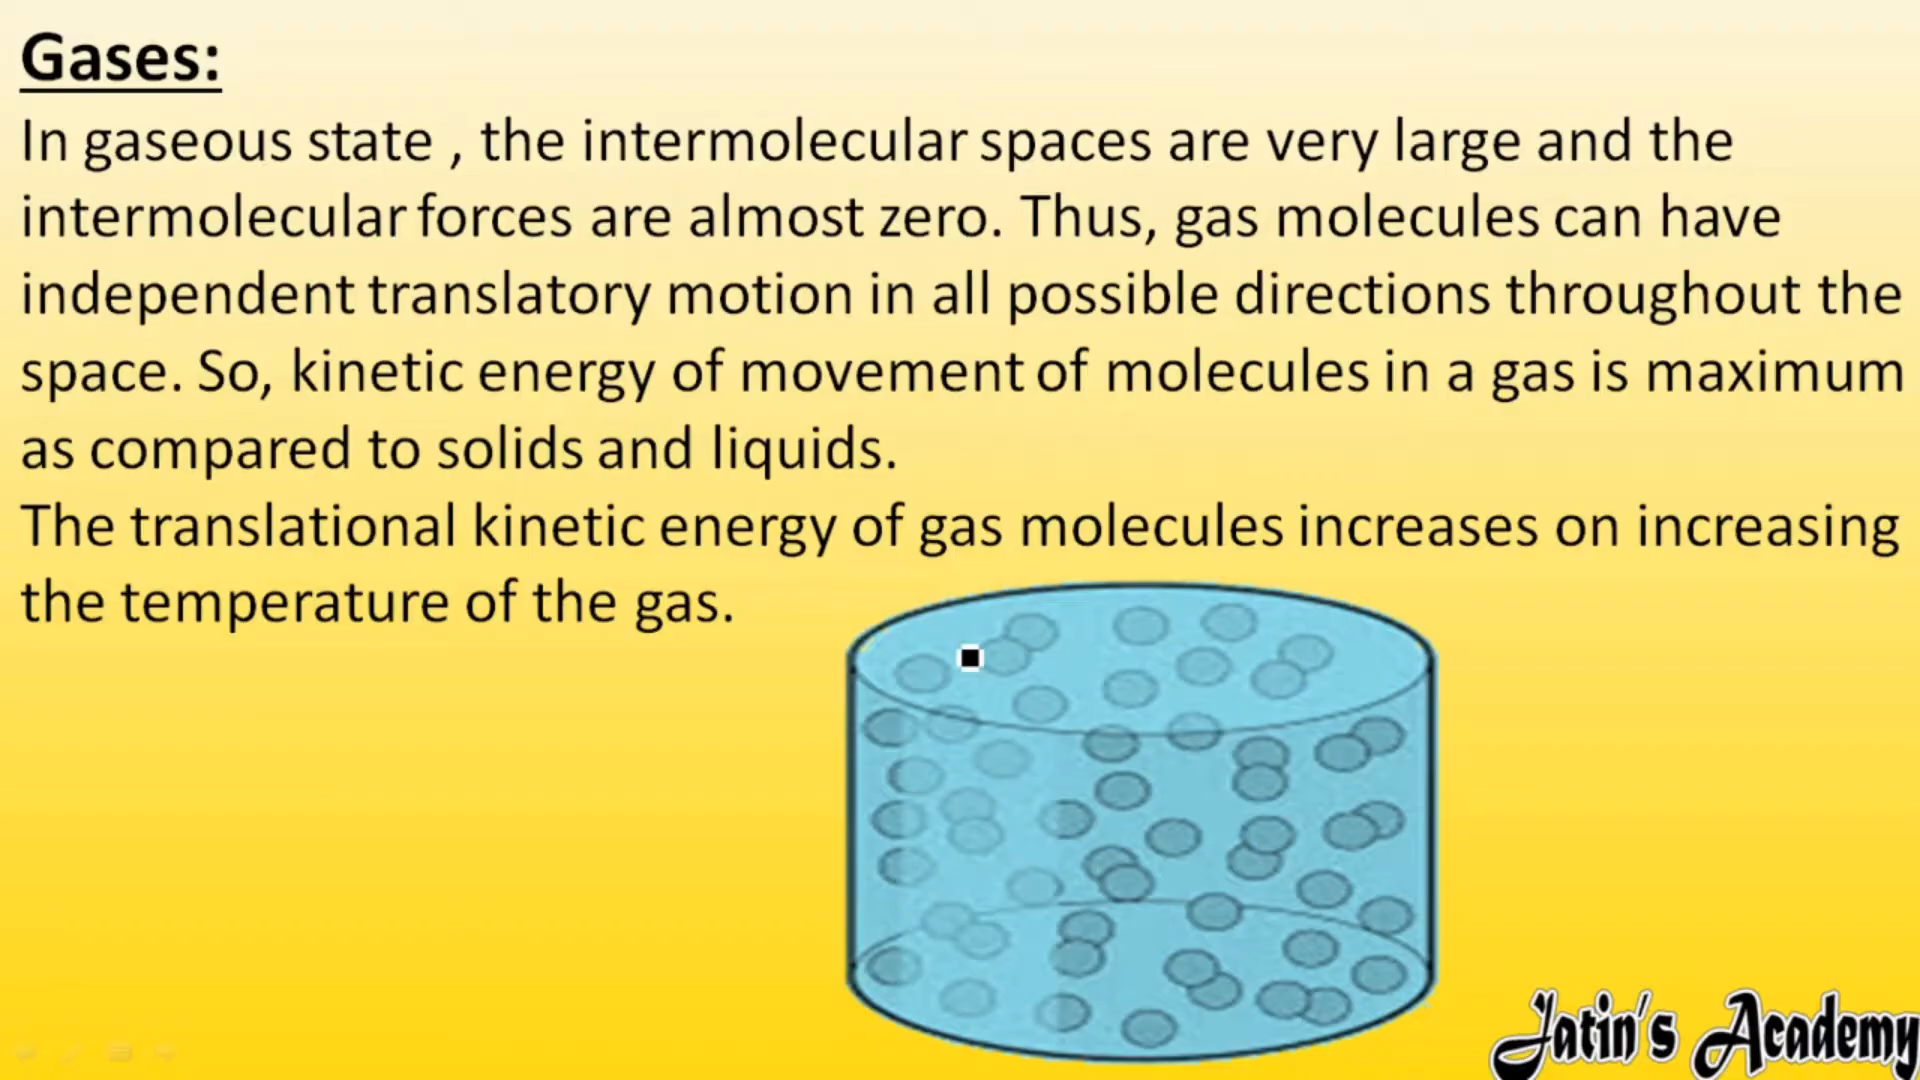 Gases:
In gaseous state , the intermolecular spaces are very large and the
intermolecular forces are almost zero. Thus, gas molecules can have
independent translatory motion in all possible directions throughout the
space. So, kinetic energy of movement of molecules in a gas is maximum
as compared to solids and liquids.
The translational kinetic energy of gas molecules increases on increasing
the temperature of the gas.
Jatin's Academy